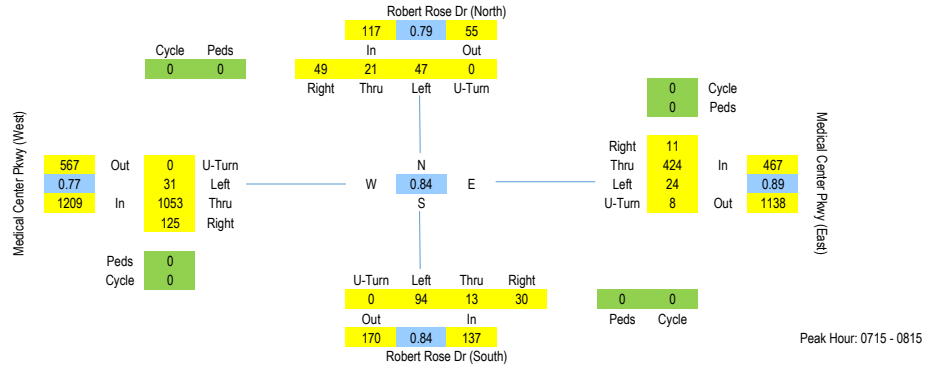 Robert Rose Dr (North)
117 0.79 55
Cycle Peds In Out
0 0 49 21 47 0
Right Thru Left U-Turn
0 Cycle
0 Peds
Medical Center Pkwy (West)
Medical Center Pkwy (East)
Right 11
567 Out 0 U-Turn N Thru 424 In 467
0.77 31 Left W 0.84 E Left 24 0.89
1209 In 1053 Thru S U-Turn 8 Out 1138
125 Right
Peds 0
Cycle 0
U-Turn Left Thru Right
0 94 13 30 0 0
Out In Peds Cycle
170 0.84 137
Robert Rose Dr (South)
Peak Hour: 0715 - 0815